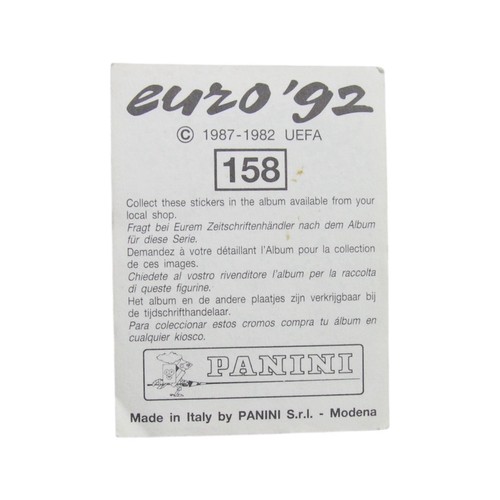 euro '92
© 1987-1982 UEFA
158
Collect these stickers in the album available from your
local shop.
Fragt bei Eurem Zeitschriftenhändler nach dem Album
für diese Serie.
Demandez à votre détaillant l'Album pour la collection
de ces images.
Chiedete al vostro rivenditore l'album per la raccolta
di queste figurine.
Het album en de andere plaatjes zijn verkrijgbaar bij
de tijdschrifthandelaar.
Para coleccionar estos cromos compra tu álbum en
cualquier kiosco.
PANINI
Made in Italy by PANINI S.r.l. - Modena